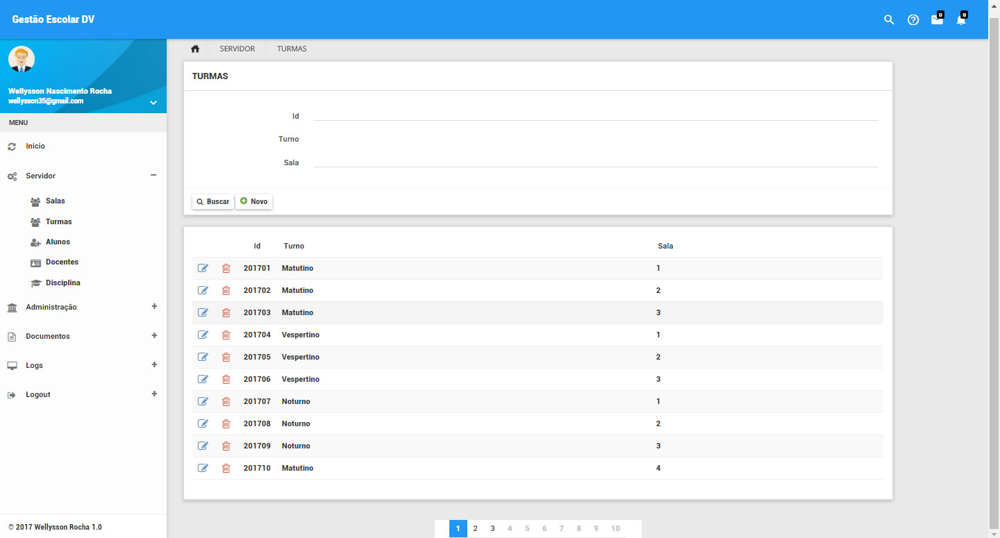 Gestão Escolar DV
0
0
Wellysson Nascimento Rocha
wellysson35@gmail.com
MENU
Inicio
Servidor
Salas
Turmas
Alunos
Docentes
Disciplina
Administração
Documentos
Logs
Logout
© 2017 Wellysson Rocha 1.0
SERVIDOR TURMAS
TURMAS
Id
Turno
Sala
Buscar Novo
Id Turno Sala
201701 Matutino 1
201702 Matutino 2
201703 Matutino 3
201704 Vespertino 1
201705 Vespertino 2
201706 Vespertino 3
201707 Noturno 1
201708 Noturno 2
201709 Noturno 3
201710 Matutino 4
1 2 3 4 5 6 7 8 9 10